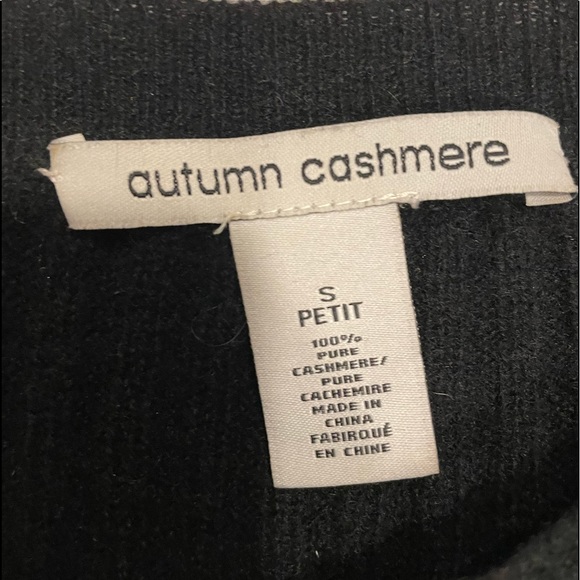 autumn cashmere
S
PETIT
100%
PURE
CASHMERE/
PURE
CACHEMIRE
MADE IN
CHINA
FABIRQUÉ
EN CHINE